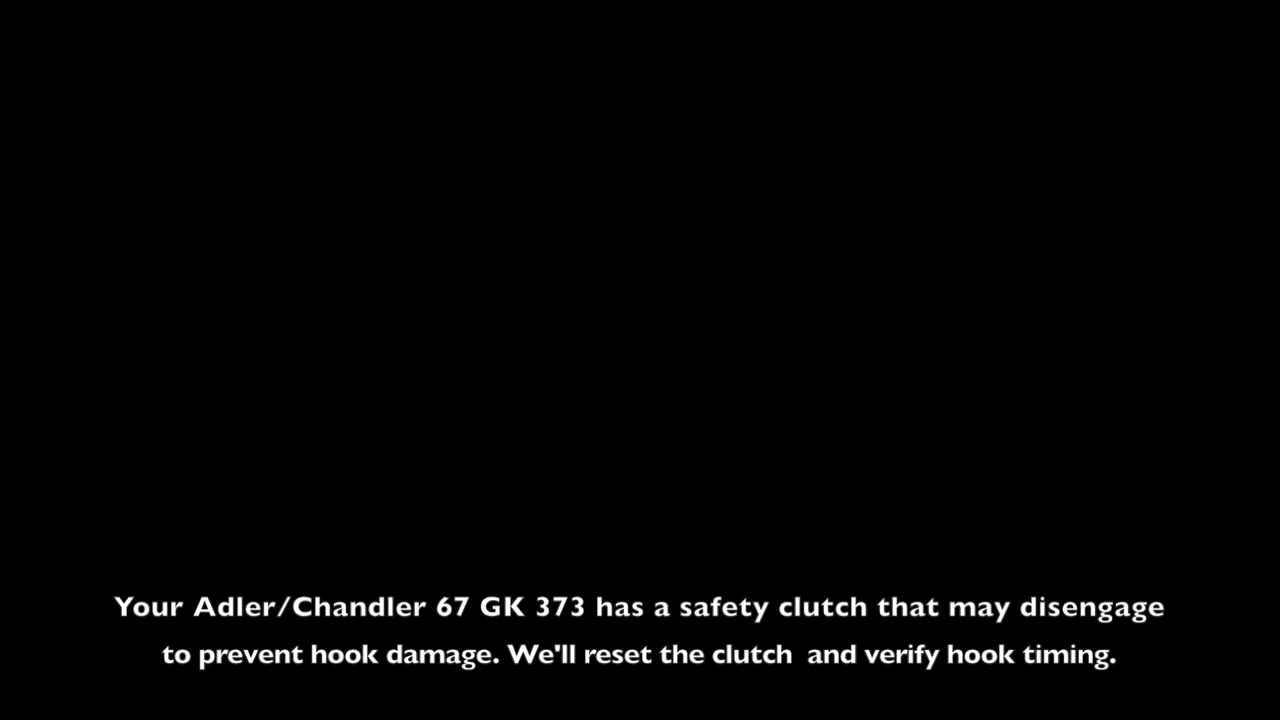 Your Adler/Chandler 67 GK 373 has a safety clutch that may disengage
to prevent hook damage. We'll reset the clutch  and verify hook timing.